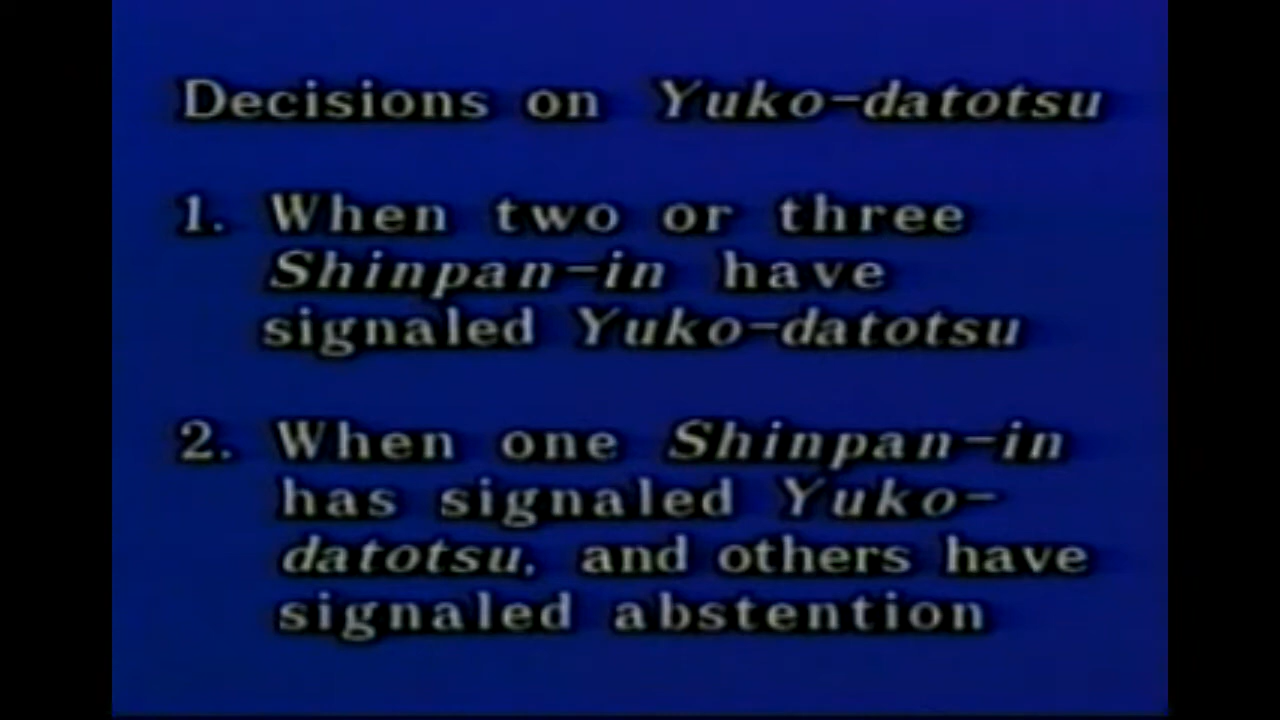 Decisions on Yuko-datotsu
1. When two or three
Shinpan-in have
signaled Yuko-datotsu
2. When one Shinpan-in
has signaled Yuko-
datotsu, and others have
signaled abstention